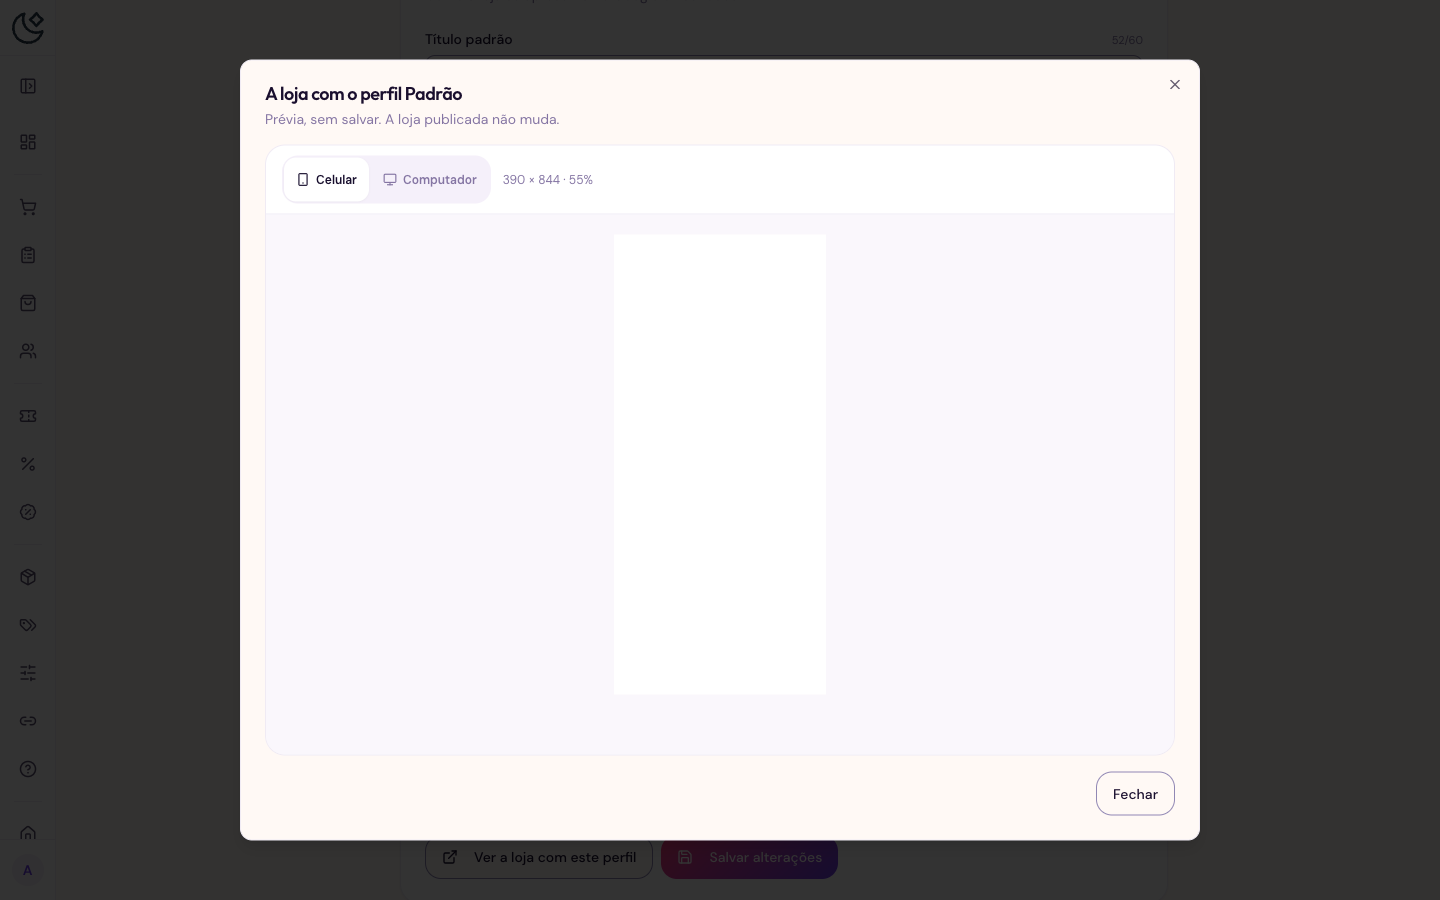 Título padrão
52/60
A loja com o perfil Padrão
Prévia, sem salvar. A loja publicada não muda.
Celular
Computador
390 × 844 · 55%
Fechar
Ver a loja com este perfil
Salvar alterações
A